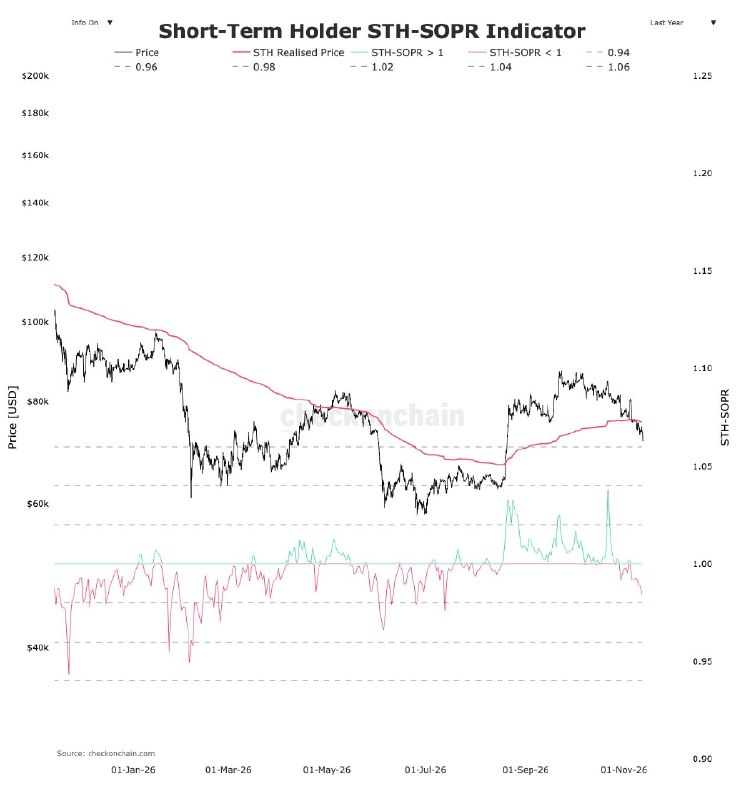 Info On ▼
Short-Term Holder STH-SOPR Indicator
Last Year ▼
Price STH Realised Price STH-SOPR > 1 STH-SOPR < 1 0.94
0.96 0.98 1.02 1.04 1.06
$200k 1.25
$180k
1.20
$160k
$140k
1.15
$120k
$100k
1.10
$80k
checkonchain
Price [USD]
STH-SOPR
1.05
$60k
1.00
$40k
0.95
Source: checkonchain.com
0.90
01-Jan-26 01-Mar-26 01-May-26 01-Jul-26 01-Sep-26 01-Nov-26